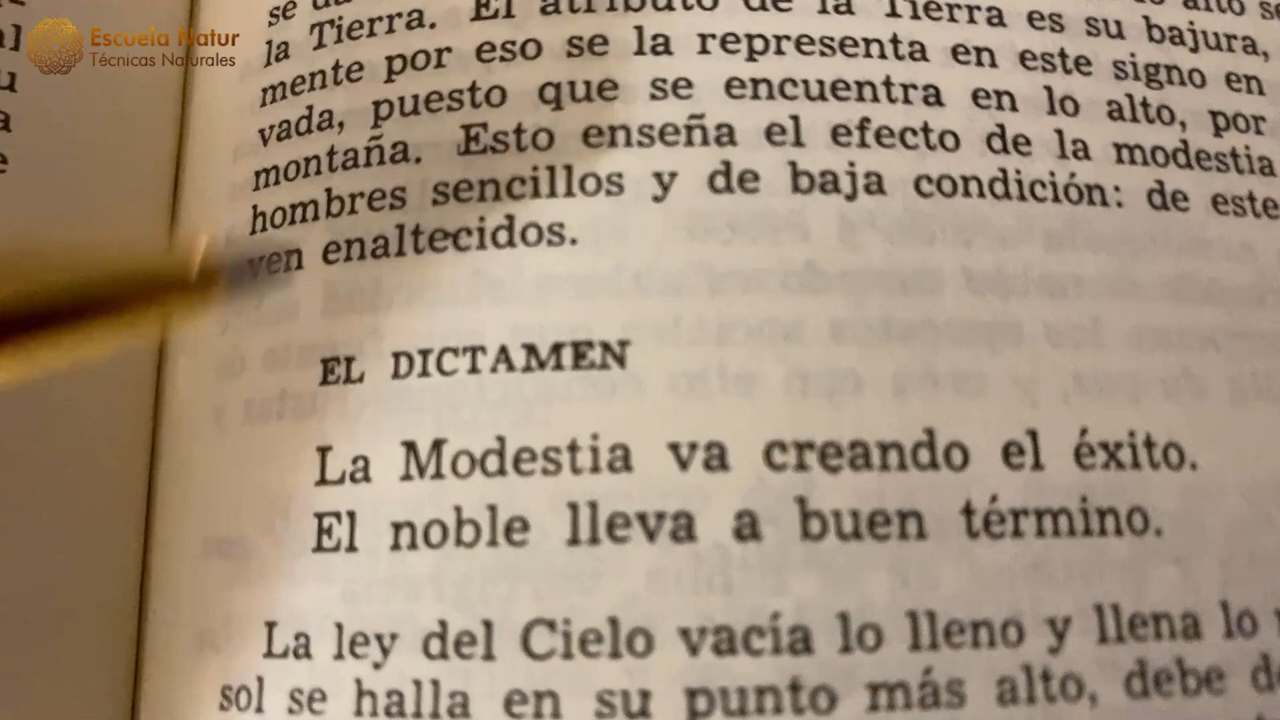 Escuela Natur
Técnicas Naturales
la Tierra. El atributo de la Tierra es su bajura,
mente por eso se la representa en este signo en
vada, puesto que se encuentra en lo alto, por
montaña. Esto enseña el efecto de la modestia
hombres sencillos y de baja condición: de este
ven enaltecidos.
EL DICTAMEN
La Modestia va creando el éxito.
El noble lleva a buen término.
La ley del Cielo vacía lo lleno y llena lo
sol se halla en su punto más alto, debe